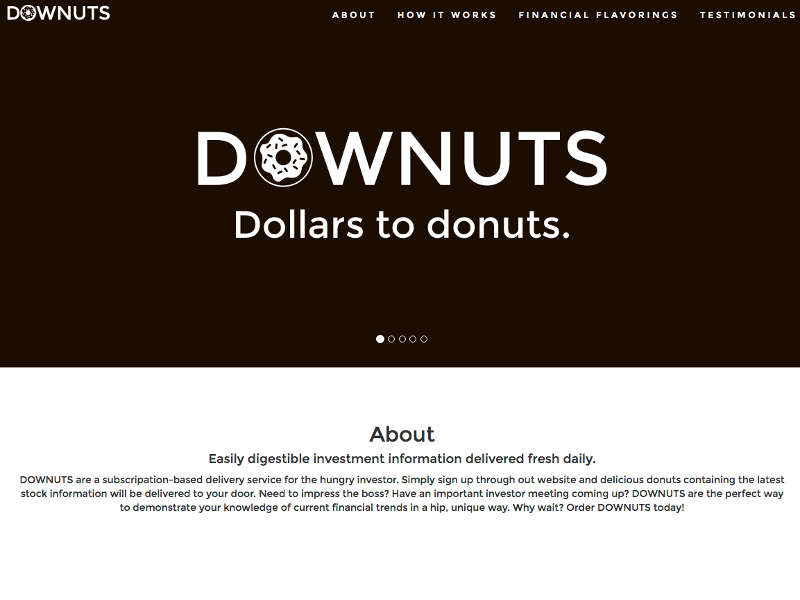 DOWNUTS
ABOUT HOW IT WORKS FINANCIAL FLAVORINGS TESTIMONIALS
DOWNUTS
Dollars to donuts.
About
Easily digestible investment information delivered fresh daily.
DOWNUTS are a subscripation-based delivery service for the hungry investor. Simply sign up through out website and delicious donuts containing the latest
stock information will be delivered to your door. Need to impress the boss? Have an important investor meeting coming up? DOWNUTS are the perfect way
to demonstrate your knowledge of current financial trends in a hip, unique way. Why wait? Order DOWNUTS today!